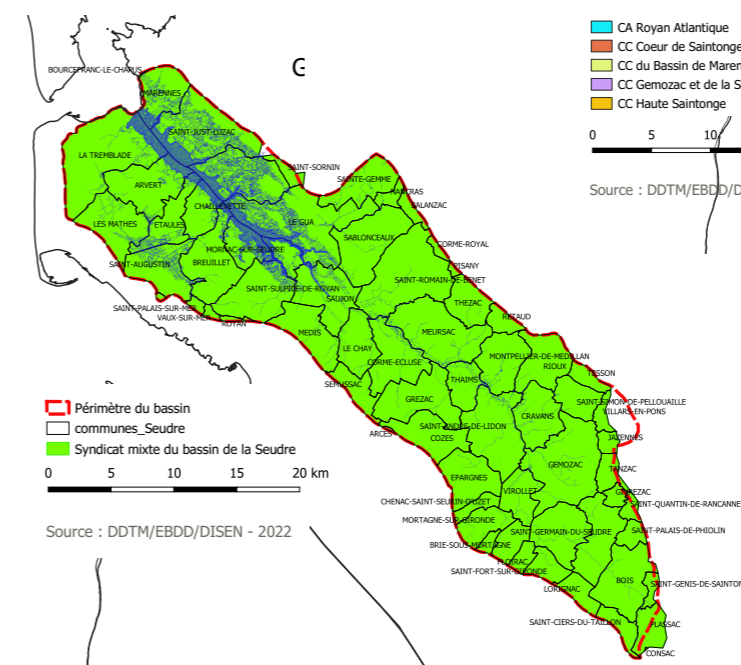 G
CA Royan Atlantique
CC Coeur de Saintonge
CC du Bassin de Maren
CC Gemozac et de la S
CC Haute Saintonge
0 5 10
Source : DDTM/EBDD/D
BOURCEFRANC-LE-CHAPUS
MARENNES
SAINT-JUST-LUZAC
LA TREMBLADE
SAINT-SORNIN
ARVERT
SAINTE-GEMME
NANCRAS
CHAILLEVETTE
BALANZAC
LES MATHES
ETAULES
LE GUA
SABLONCEAUX
MORNAC-SUR-SEUDRE
CORME-ROYAL
SAINT-AUGUSTIN
BREUILLET
PISANY
SAINT-ROMAIN-DE-BENET
SAINT-SULPICE-DE-ROYAN
SAUJON
THEZAC
SAINT-PALAIS-SUR-MER
VAUX-SUR-MER
ROYAN
RETAUD
MEDIS
MEURSAC
LE CHAY
MONTPELLIER-DE-MEDILLAN
CORME-ECLUSE
RIOUX
TESSON
SEMUSSAC
THAIMS
GREZAC
SAINT-SIMON-DE-PELLOUAILLE
VILLARS-EN-PONS
CRAVANS
SAINT-ANDRE-DE-LIDON
ARCES
COZES
JAZENNES
GEMOZAC
TANZAC
EPARGNES
VIROLLET
GIVREZAC
CHENAC-SAINT-SEURIN-D'UZET
SAINT-QUANTIN-DE-RANCANNE
MORTAGNE-SUR-GIRONDE
SAINT-GERMAIN-DU-SEUDRE
SAINT-PALAIS-DE-PHIOLIN
BRIE-SOUS-MORTAGNE
FLOIRAC
SAINT-FORT-SUR-GIRONDE
BOIS
SAINT-GENIS-DE-SAINTON
LORIGNAC
SAINT-CIERS-DU-TAILLON
PLASSAC
CONSAC
Périmètre du bassin
communes_Seudre
Syndicat mixte du bassin de la Seudre
0 5 10 15 20 km
Source : DDTM/EBDD/DISEN - 2022